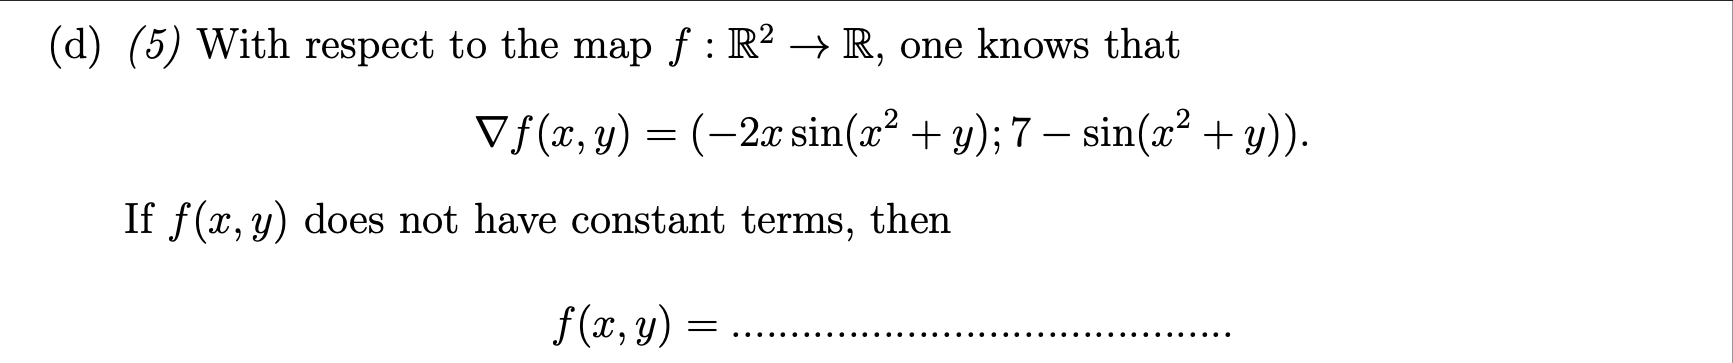 (d) (5) With respect to the map f : ℝ² → ℝ, one knows that
∇f(x, y) = (−2x sin(x² + y); 7 − sin(x² + y)).
If f(x, y) does not have constant terms, then
f(x, y) = ..........................................